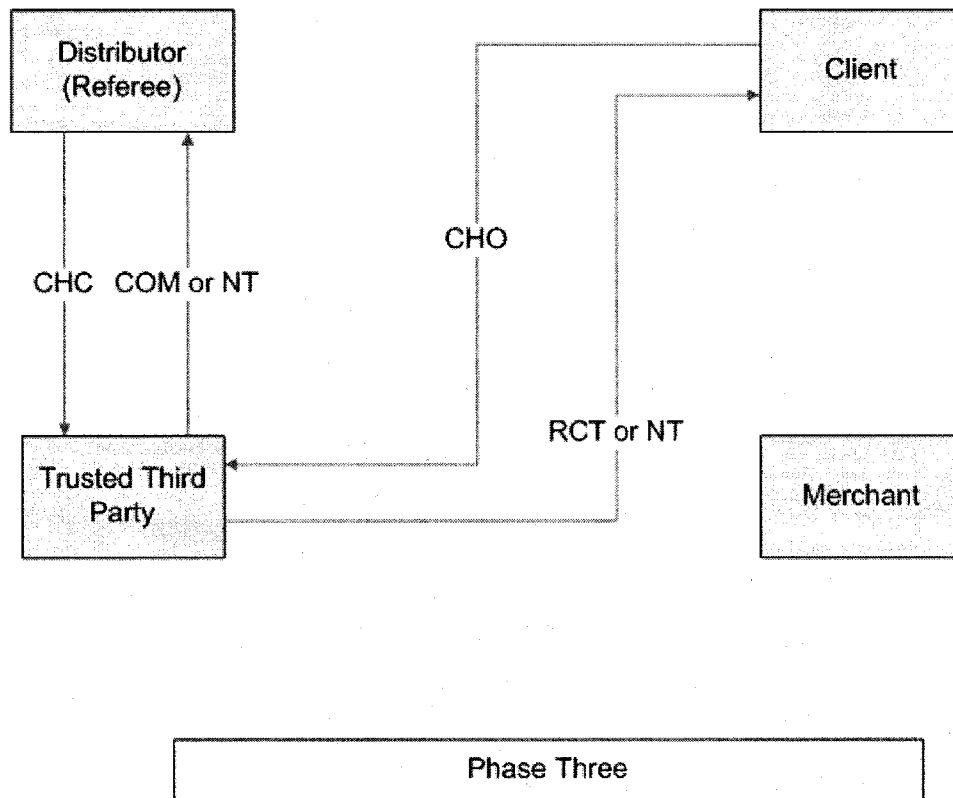 Distributor
(Referee)
Client
CHO
CHC
COM or NT
RCT or NT
Trusted Third
Party
Merchant
Phase Three